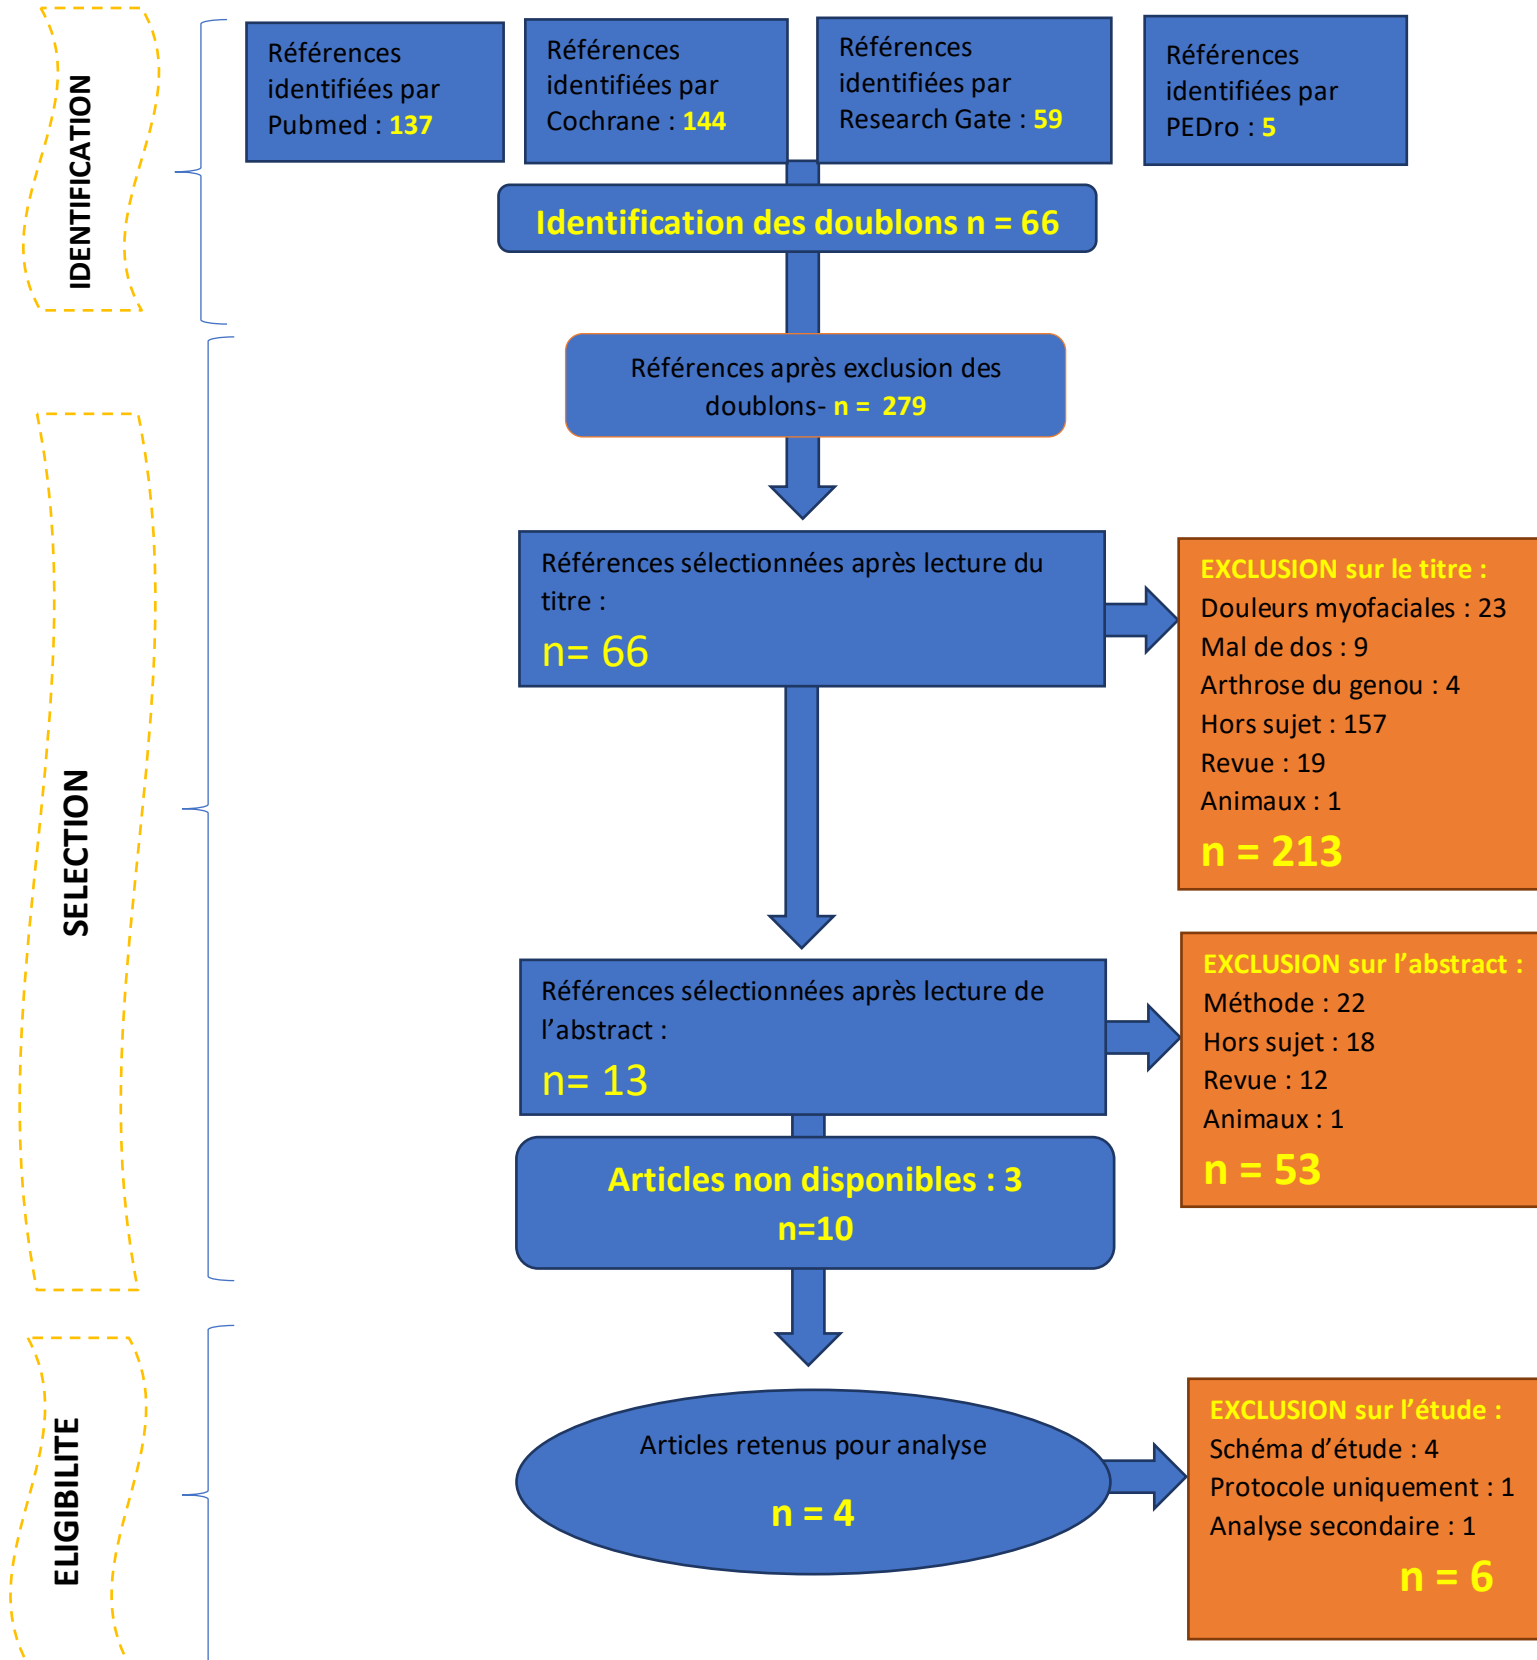 IDENTIFICATION
Références
identifiées par
Pubmed : 137
Références
identifiées par
Cochrane : 144
Références
identifiées par
Research Gate : 59
Références
identifiées par
PEDro : 5
Identification des doublons n = 66
SELECTION
Références après exclusion des
doublons- n = 279
Références sélectionnées après lecture du
titre :
n= 66
EXCLUSION sur le titre :
Douleurs myofaciales : 23
Mal de dos : 9
Arthrose du genou : 4
Hors sujet : 157
Revue : 19
Animaux : 1
n = 213
Références sélectionnées après lecture de
l’abstract :
n= 13
EXCLUSION sur l’abstract :
Méthode : 22
Hors sujet : 18
Revue : 12
Animaux : 1
n = 53
Articles non disponibles : 3
n=10
ELIGIBILITE
Articles retenus pour analyse
n = 4
EXCLUSION sur l’étude :
Schéma d’étude : 4
Protocole uniquement : 1
Analyse secondaire : 1
n = 6